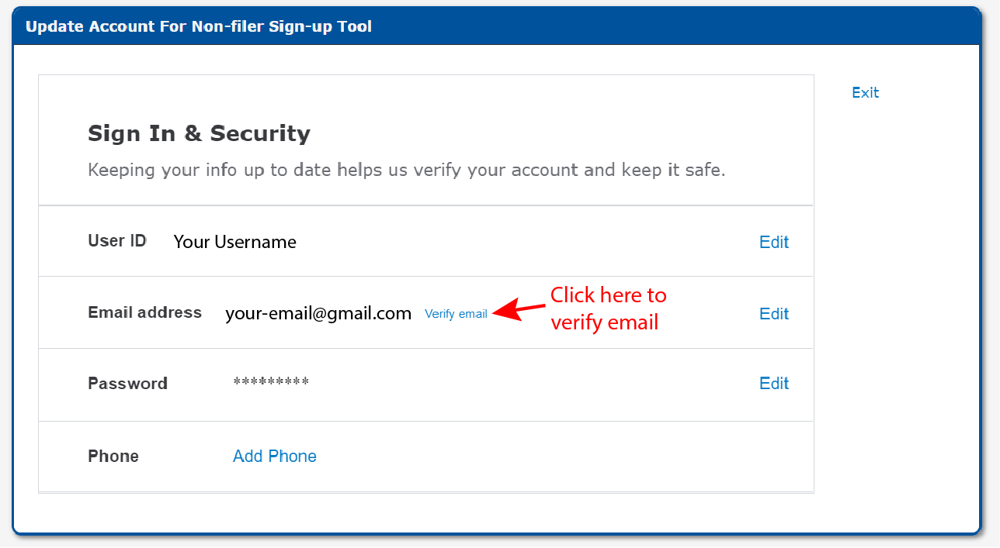 Update Account For Non-filer Sign-up Tool
Exit
Sign In & Security
Keeping your info up to date helps us verify your account and keep it safe.
User ID Your Username Edit
Email address your-email@gmail.com Verify email Click here to verify email Edit
Password ********* Edit
Phone Add Phone